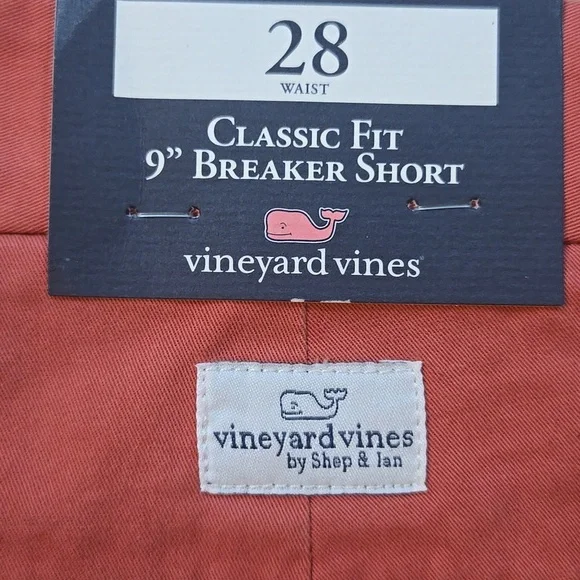 28
WAIST
CLASSIC FIT
9” BREAKER SHORT
vineyard vines®
vineyard vines
by Shep & Ian